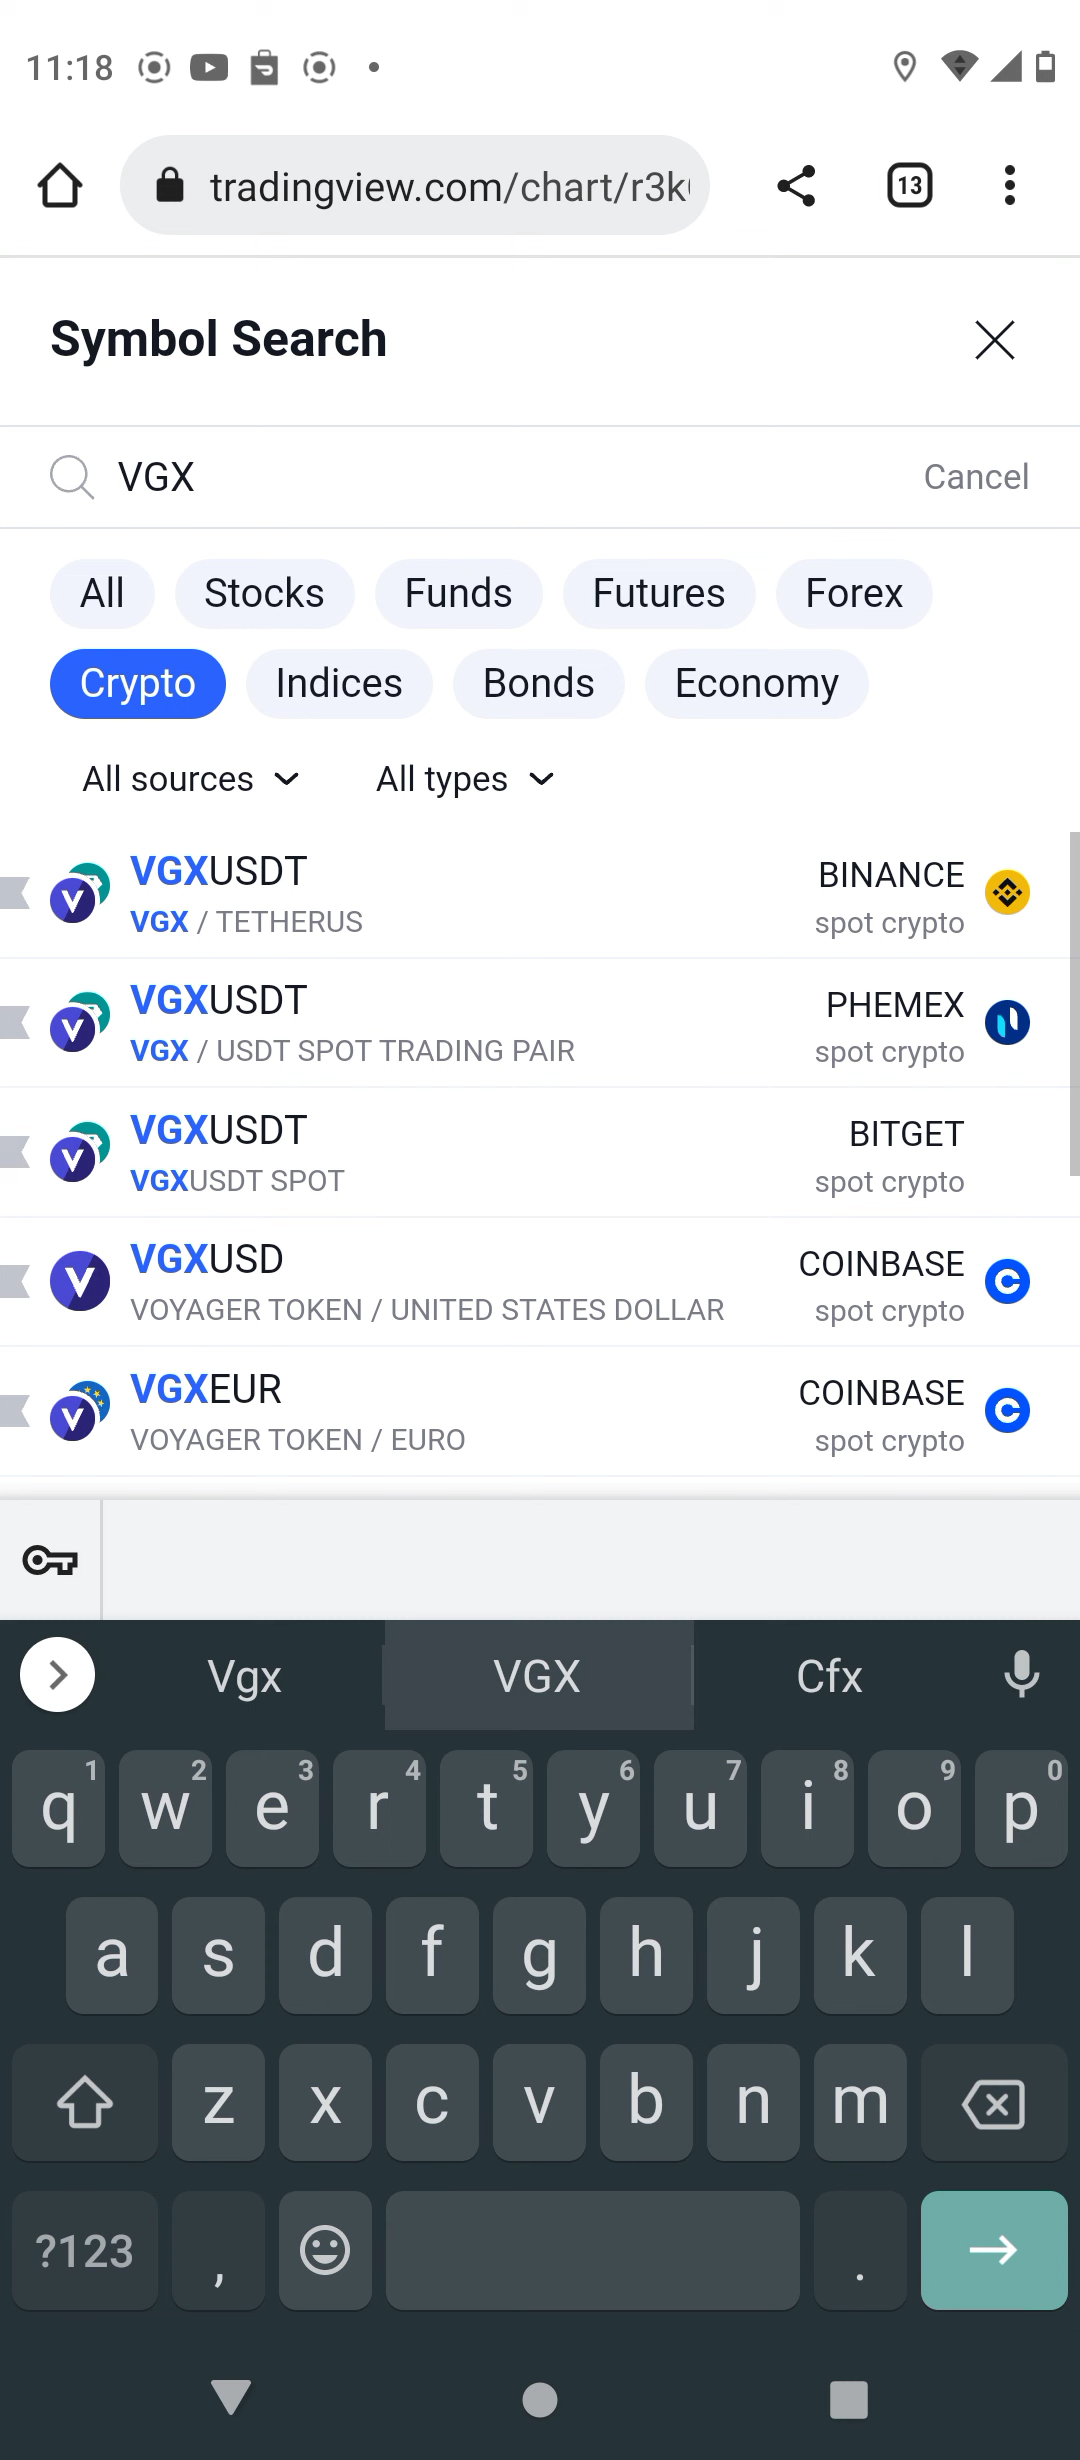 11:18
tradingview.com/chart/r3k
13
Symbol Search
VGX
Cancel
All Stocks Funds Futures Forex
Crypto Indices Bonds Economy
All sources All types
VGXUSDT
VGX / TETHERUS
BINANCE
spot crypto
VGXUSDT
VGX / USDT SPOT TRADING PAIR
PHEMEX
spot crypto
VGXUSDT
VGXUSDT SPOT
BITGET
spot crypto
VGXUSD
VOYAGER TOKEN / UNITED STATES DOLLAR
COINBASE
spot crypto
VGXEUR
VOYAGER TOKEN / EURO
COINBASE
spot crypto
Vgx VGX Cfx
1 2 3 4 5 6 7 8 9 0
q w e r t y u i o p
a s d f g h j k l
z x c v b n m
?123 , .